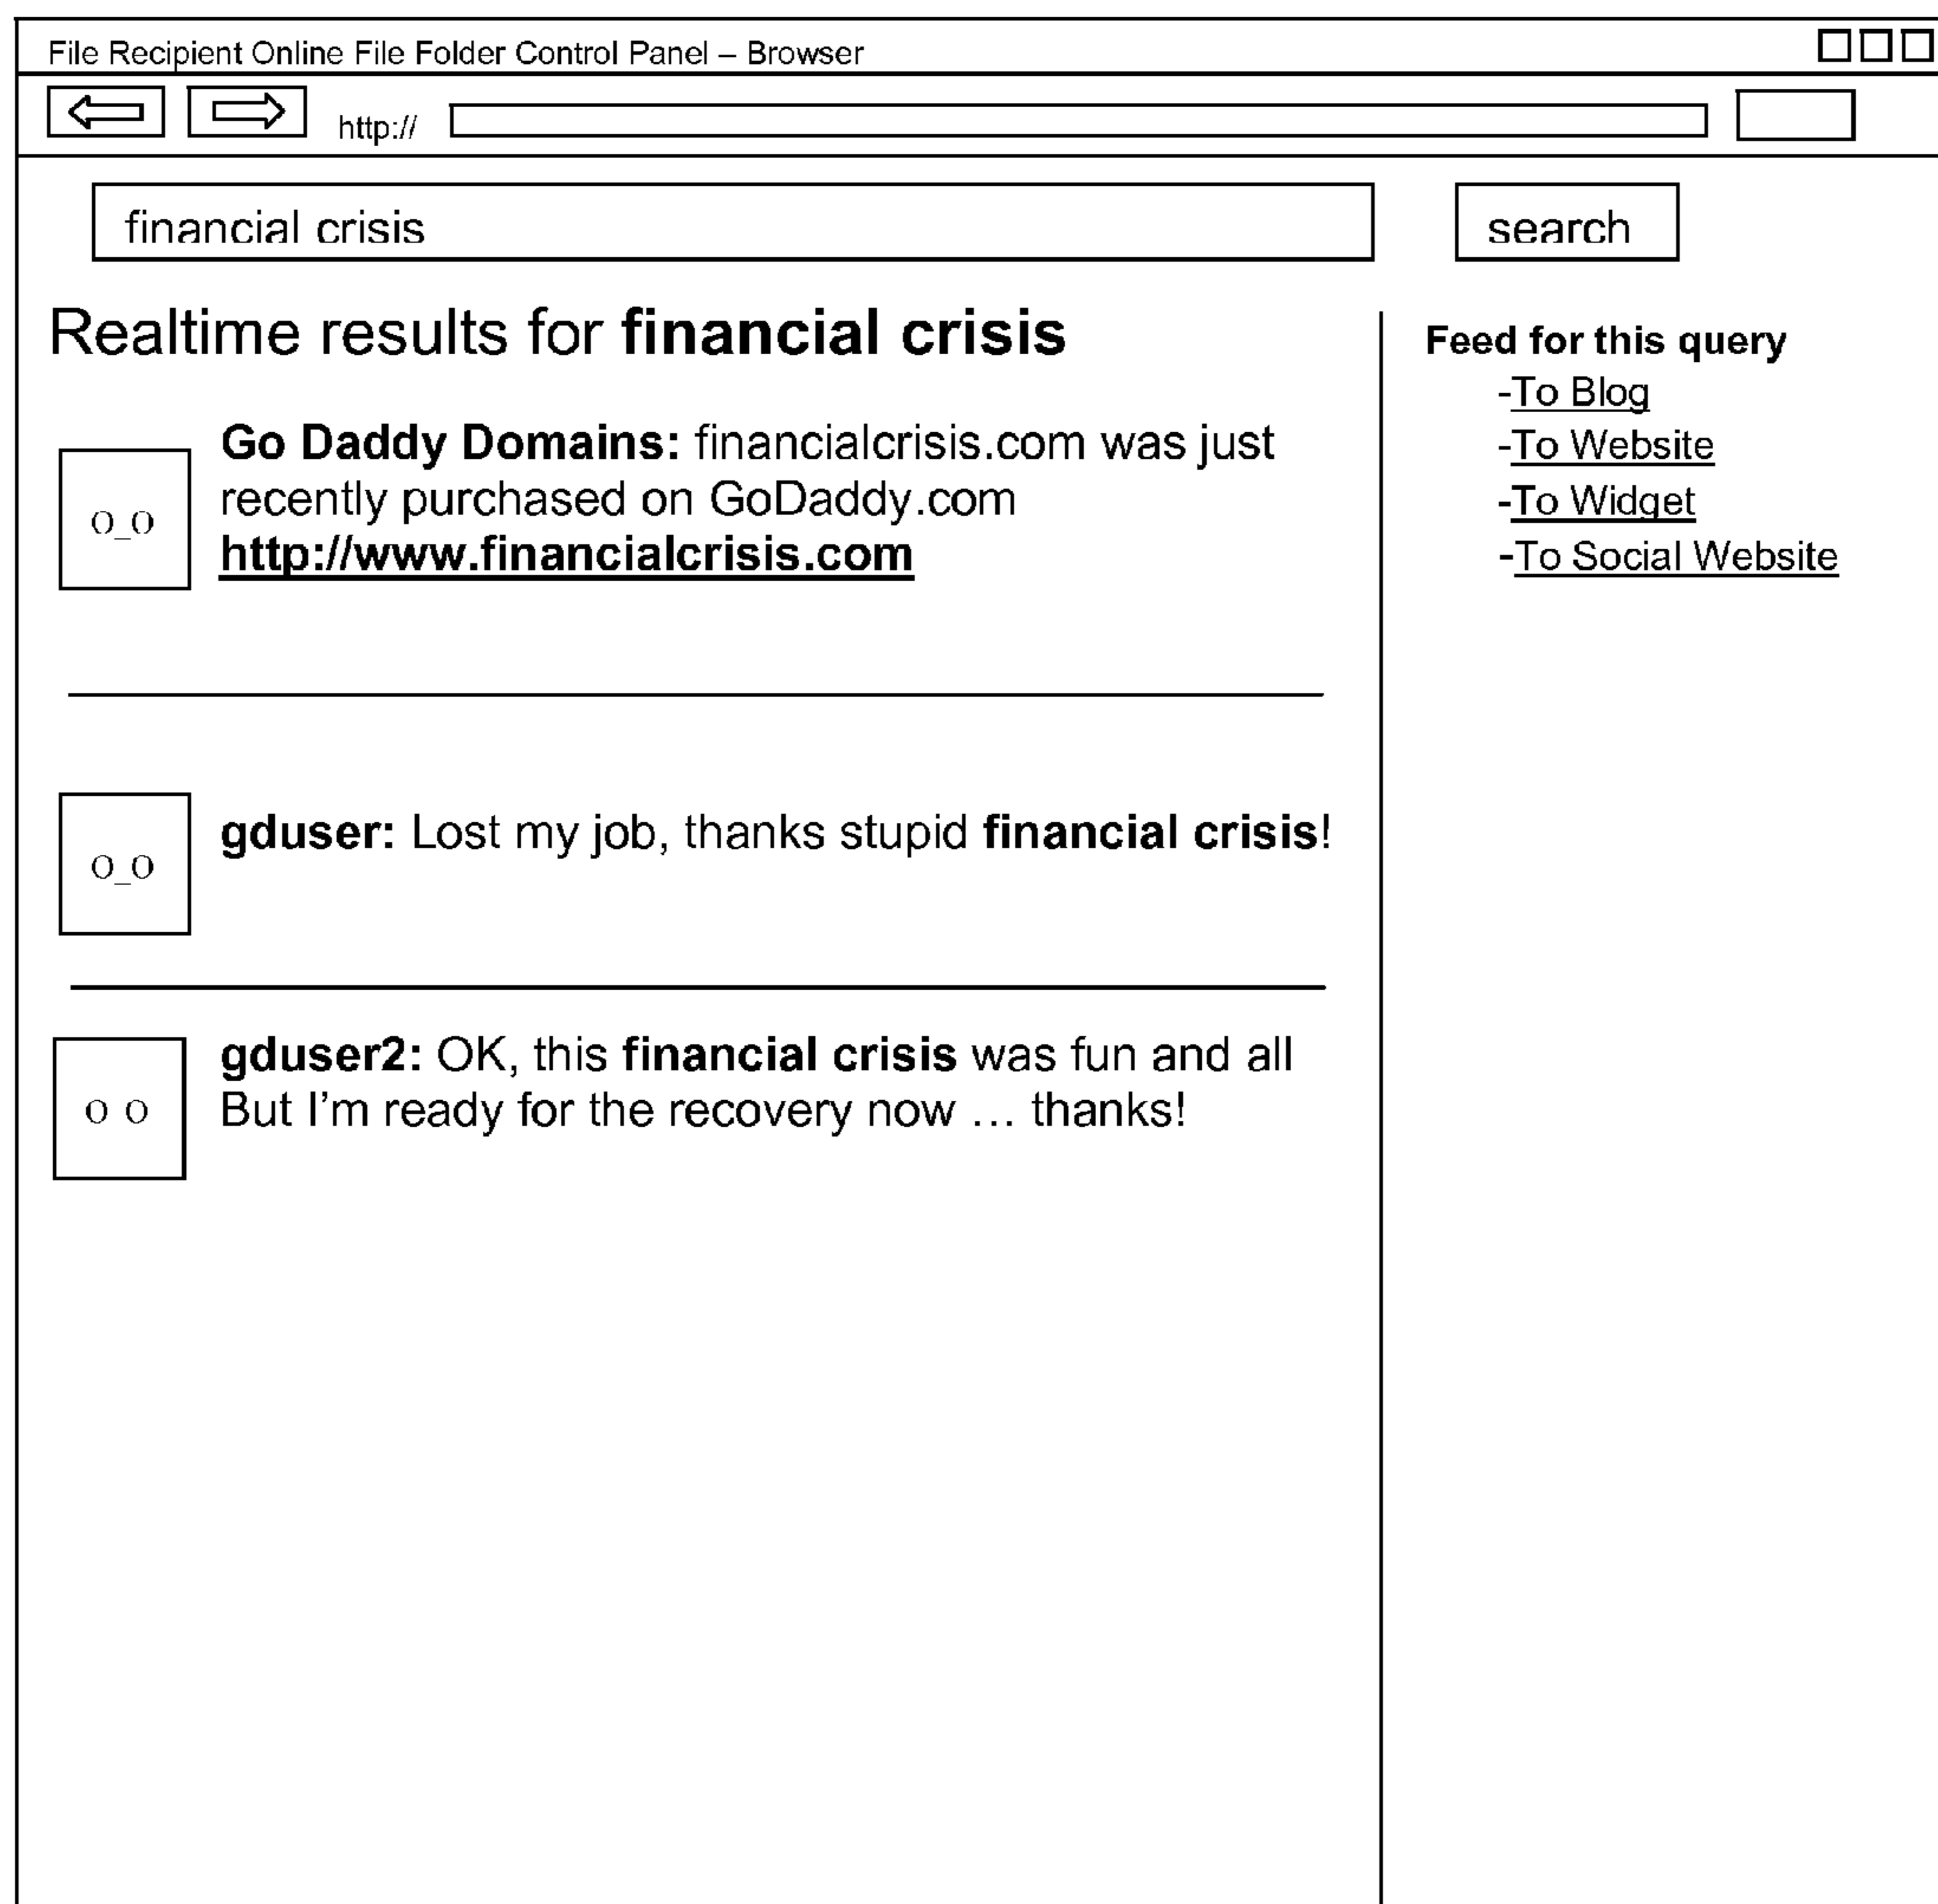 File Recipient Online File Folder Control Panel – Browser
http://
financial crisis
search
Realtime results for financial crisis
Go Daddy Domains: financialcrisis.com was just
recently purchased on GoDaddy.com
http://www.financialcrisis.com
O_O
gduser: Lost my job, thanks stupid financial crisis!
O_O
gduser2: OK, this financial crisis was fun and all
But I'm ready for the recovery now … thanks!
O O
Feed for this query
-To Blog
-To Website
-To Widget
-To Social Website